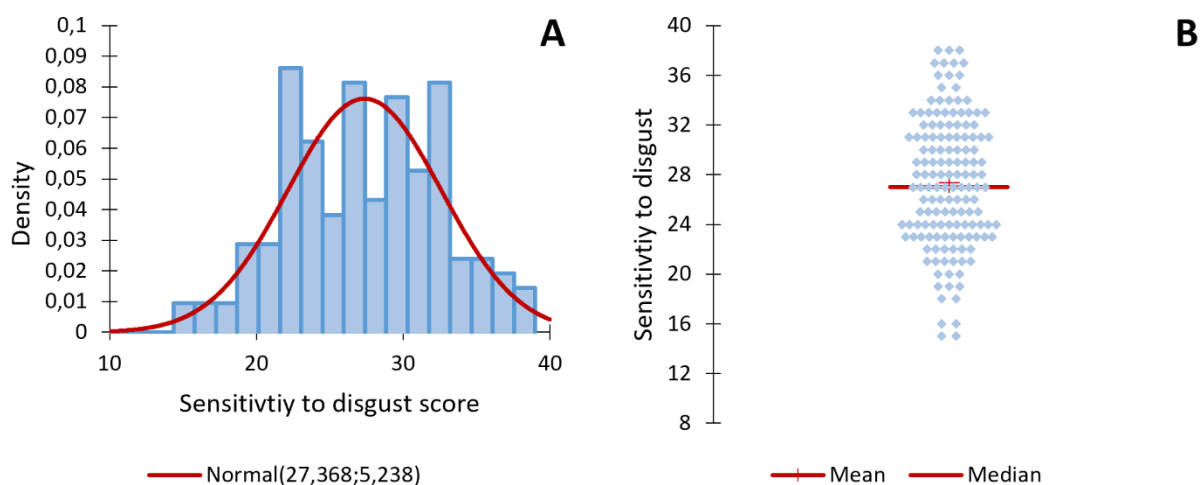 A
Density
0,1
0,09
0,08
0,07
0,06
0,05
0,04
0,03
0,02
0,01
0
10 20 30 40
Sensitivtiy to disgust score
Normal(27,368;5,238)
B
Sensitivtiy to disgust
40
36
32
28
24
20
16
12
8
Mean Median